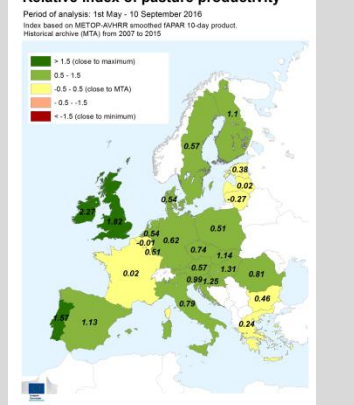 Relative index of pasture productivity
Period of analysis: 1st May - 10 September 2016
Index based on METOP-AVHRR smoothed fAPAR 10-day product.
Historical archive (MTA) from 2007 to 2015
> 1.5 (close to maximum)
0.5 - 1.5
-0.5 - 0.5 (close to MTA)
- 0.5 - -1.5
< -1.5 (close to minimum)
1.1
0.57
0.38
0.02
-0.27
0.54
2.27
1.82
0.54
-0.01
0.62
0.51
0.51
0.74
1.14
0.02
0.57
1.31
0.81
0.99
1.25
0.46
0.79
0.24
1.57
1.13